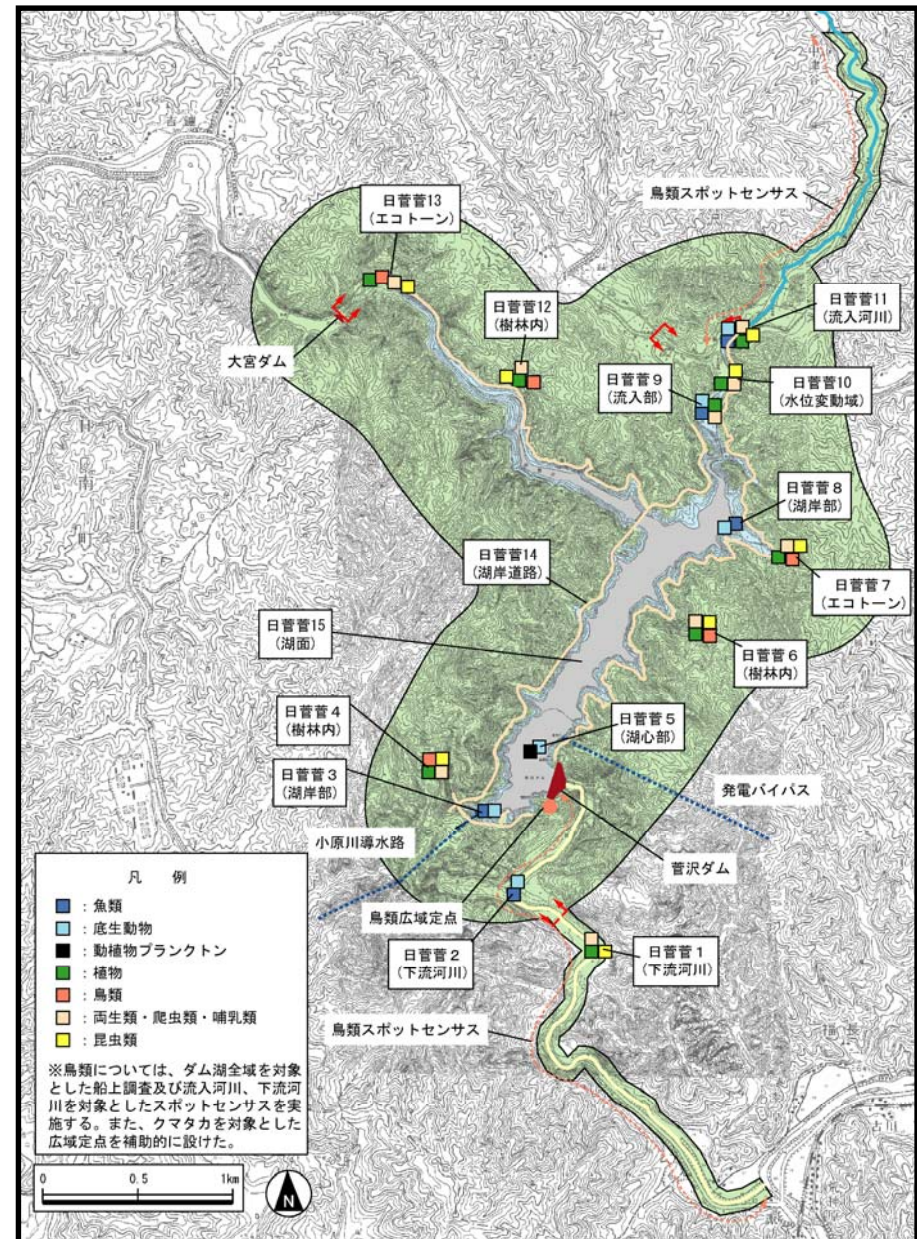 中津
吉鑪
鳥類スポットセンサス
日菅菅13
(エコトーン)
日菅菅12
(樹林内)
日菅菅11
(流入河川)
大宮ダム
日菅菅9
(流入部)
日菅菅10
(水位変動域)
日南町
日菅菅8
(湖岸部)
日菅菅14
(湖岸道路)
日菅菅7
(エコトーン)
日菅菅15
(湖面)
日菅菅6
(樹林内)
日菅菅4
(樹林内)
日菅菅5
(湖心部)
日菅菅3
(湖岸部)
発電バイパス
小原川導水路
菅沢ダム
鳥類広域定点
日菅菅2
(下流河川)
日菅菅1
(下流河川)
鳥類スポットセンサス
福長
古川
凡 例
:魚類
:底生動物
:動植物プランクトン
:植物
:鳥類
:両生類・爬虫類・哺乳類
:昆虫類
※鳥類については、ダム湖全域を対象
とした船上調査及び流入河川、下流河
川を対象としたスポットセンサスを実
施する。また、クマタカを対象とした
広域定点を補助的に設けた。
0 0.5 1km
N